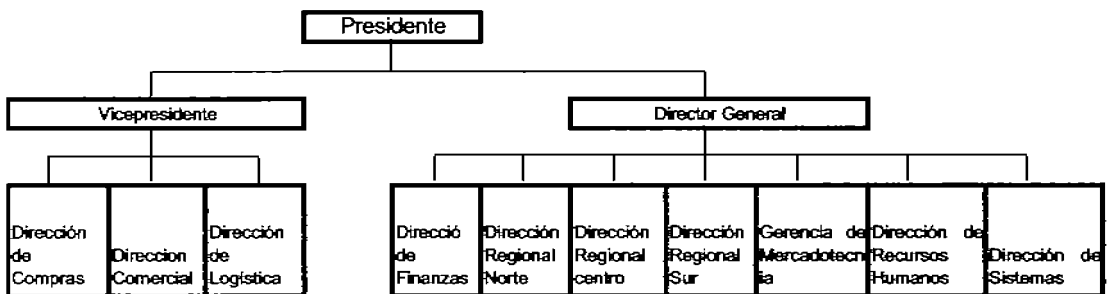 Presidente
Vicepresidente
Director General
Dirección
de
Compras
Direccion
Comercial
Dirección
de
Logística
Direcció
de
Finanzas
Dirección
Regional
Norte
Dirección
Regional
centro
Dirección
Regional
Sur
Gerencia de
Mercadotecn
ia
Dirección de
Recursos
Humanos
Dirección de
Sistemas